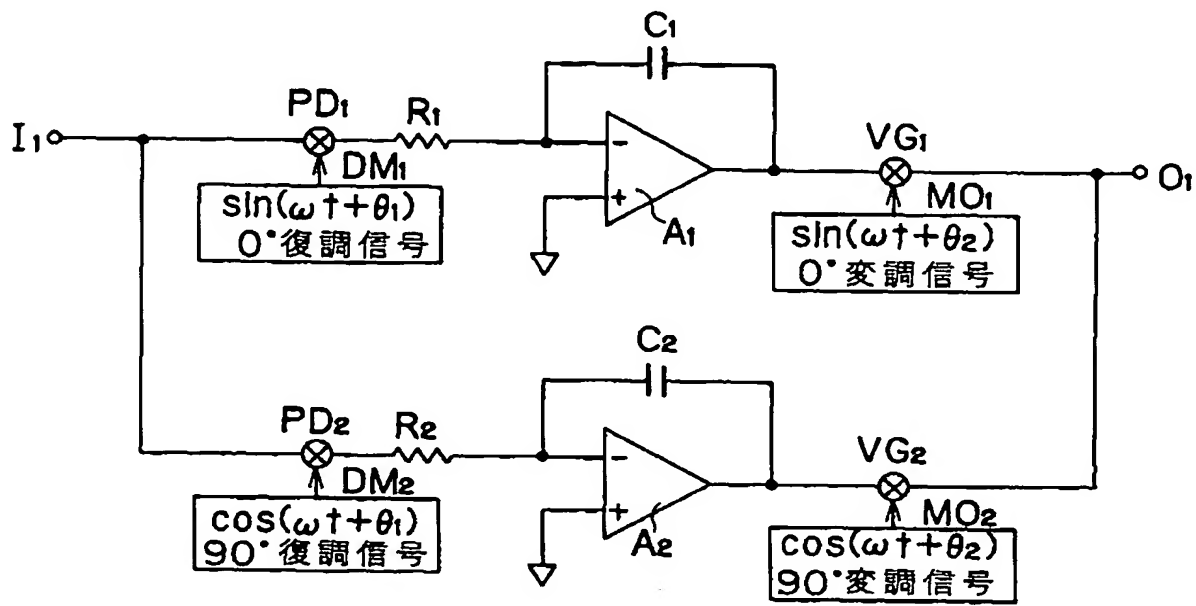 C1
PD1
R1
I1
VG1
DM1
O1
−
+
sin(ωt+θ1)
0°復調信号
A1
MO1
sin(ωt+θ2)
0°変調信号
C2
PD2
R2
VG2
DM2
−
+
cos(ωt+θ1)
90°復調信号
A2
MO2
cos(ωt+θ2)
90°変調信号